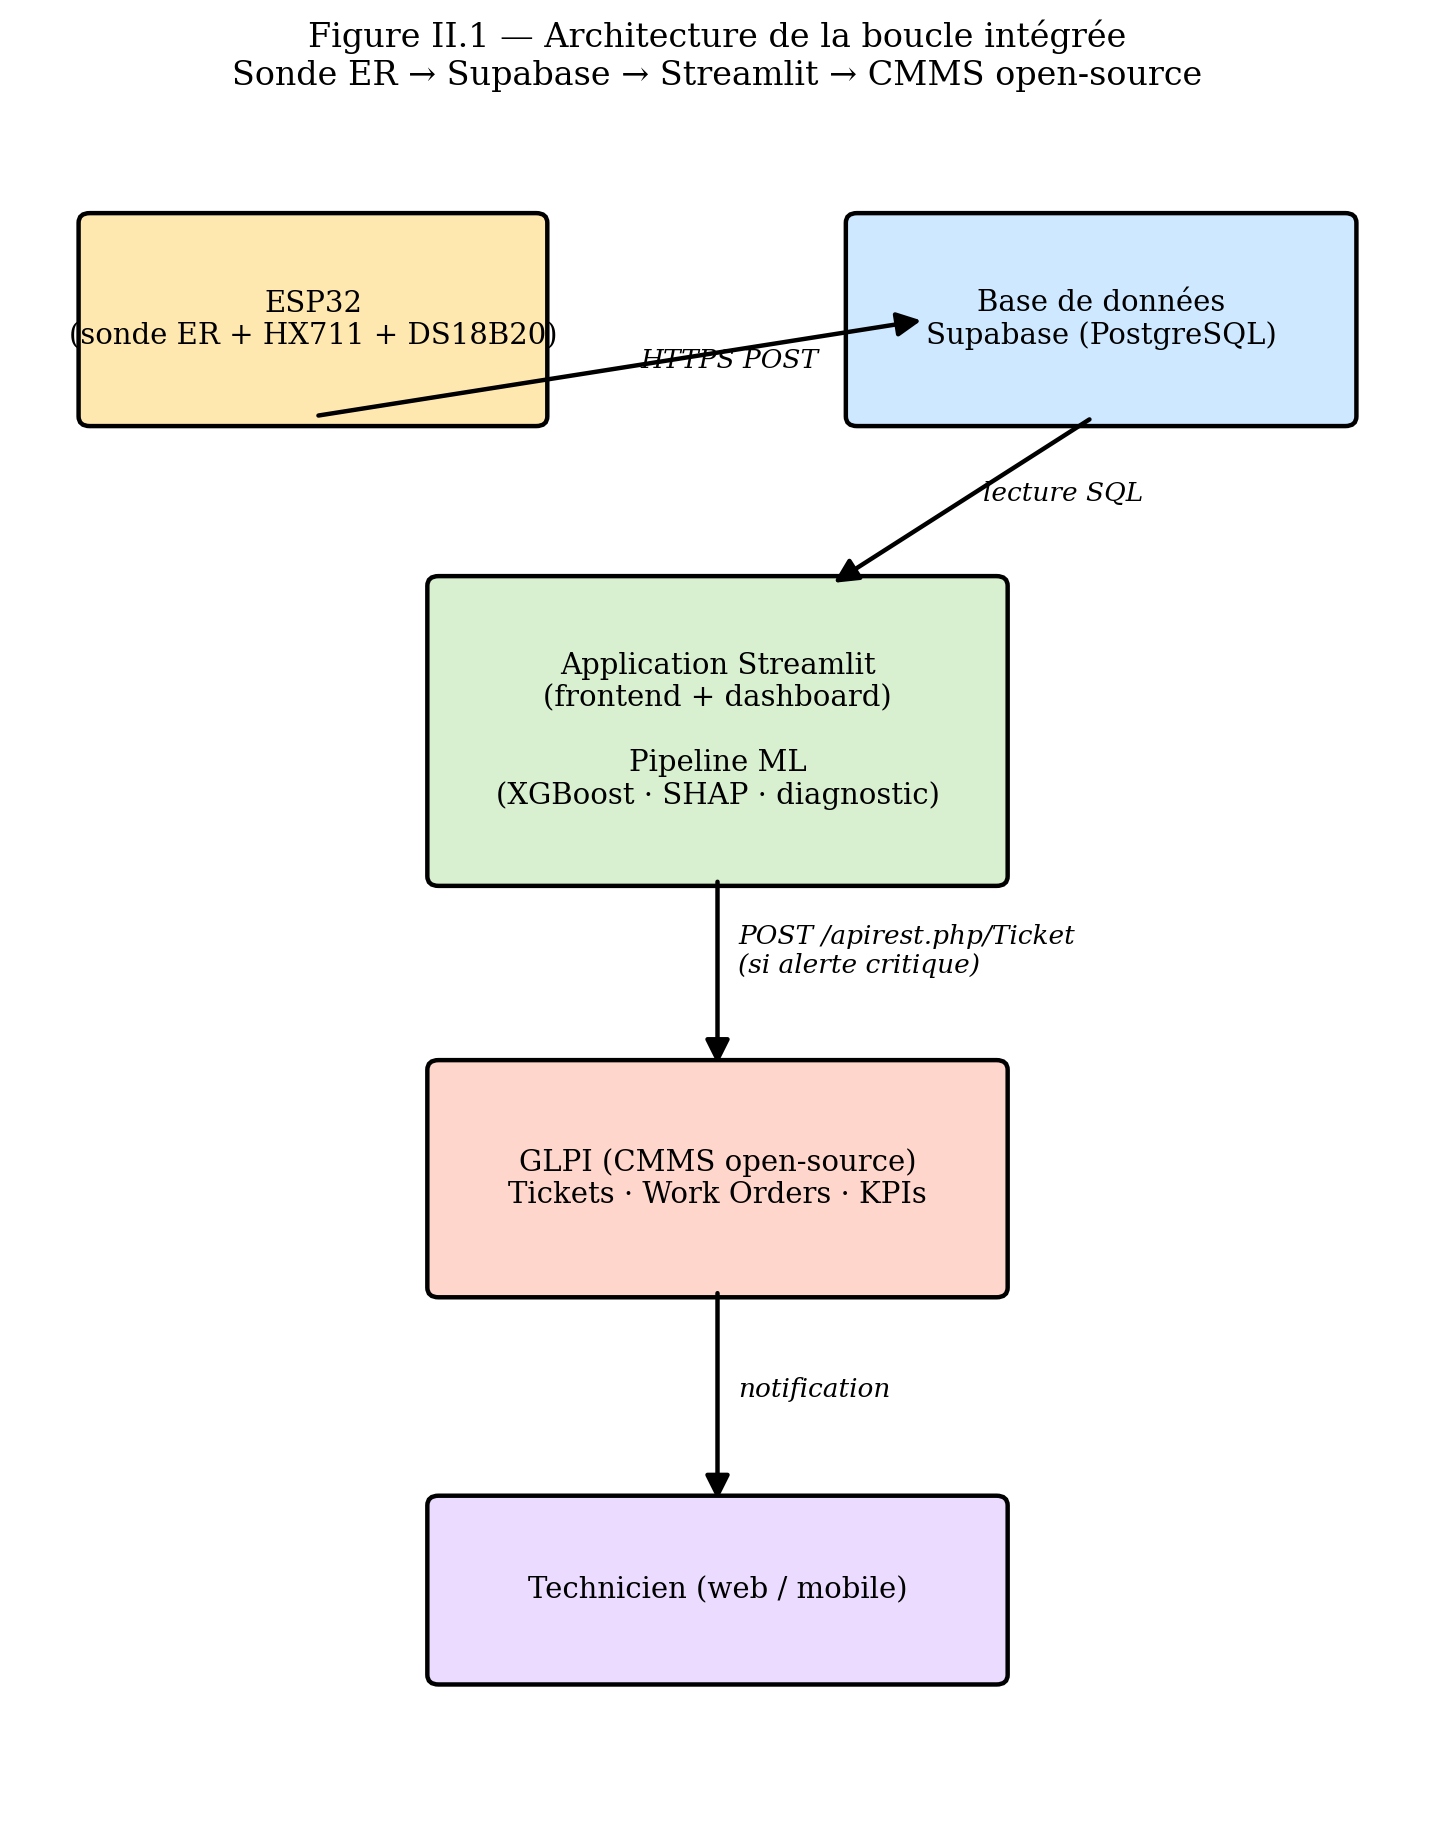 Figure II.1 — Architecture de la boucle intégrée
Sonde ER → Supabase → Streamlit → CMMS open-source
ESP32
(sonde ER + HX711 + DS18B20)
Base de données
Supabase (PostgreSQL)
HTTPS POST
lecture SQL
Application Streamlit
(frontend + dashboard)
Pipeline ML
(XGBoost · SHAP · diagnostic)
POST /apirest.php/Ticket
(si alerte critique)
GLPI (CMMS open-source)
Tickets · Work Orders · KPIs
notification
Technicien (web / mobile)